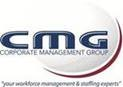 CMG
CORPORATE MANAGEMENT GROUP
"your workforce management & staffing experts"